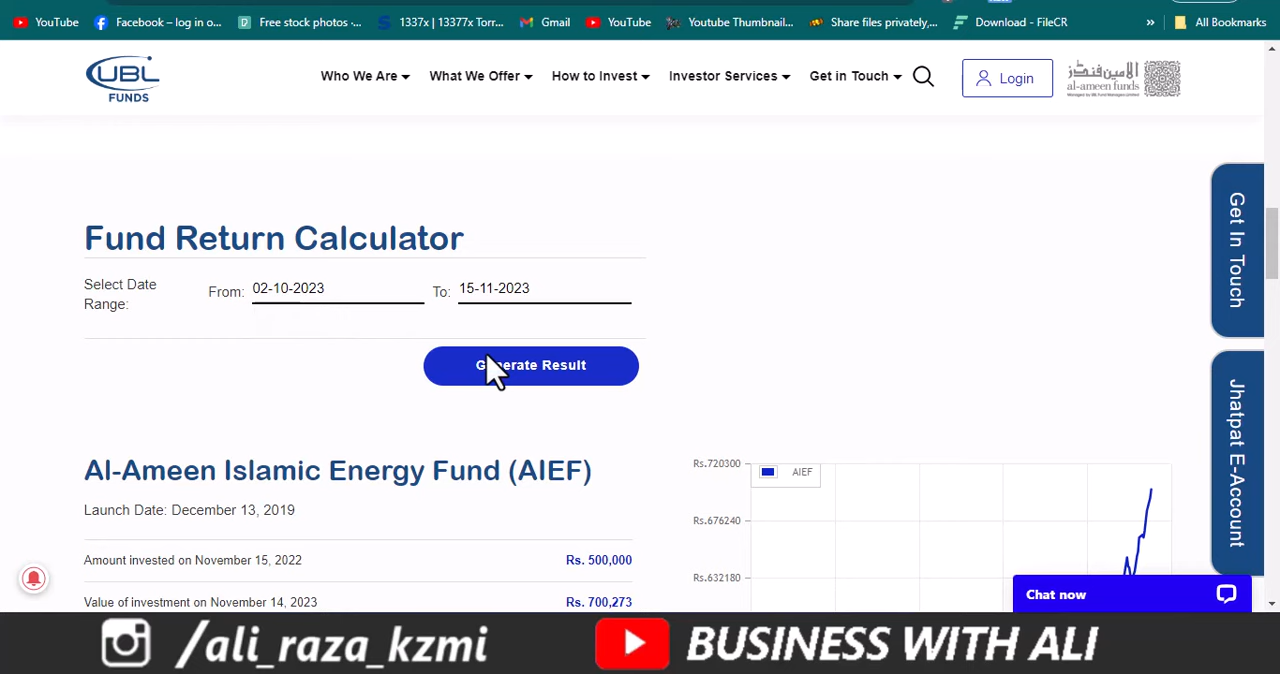 YouTube Facebook – log in o... Free stock photos -... 1337x | 13377x Torr... Gmail YouTube Youtube Thumbnail... Share files privately,... Download - FileCR » All Bookmarks
UBL
FUNDS
Who We Are What We Offer How to Invest Investor Services Get in Touch Login
الامین فنڈز
al-ameen funds
Fund Return Calculator
Select Date
Range:
From: 02-10-2023 To: 15-11-2023
Generate Result
Get In Touch
Jhatpat E-Account
Al-Ameen Islamic Energy Fund (AIEF)
Launch Date: December 13, 2019
Amount invested on November 15, 2022 Rs. 500,000
Value of investment on November 14, 2023 Rs. 700,273
Rs.720300
AIEF
Rs.676240
Rs.632180
Chat now
/ali_raza_kzmi
BUSINESS WITH ALI